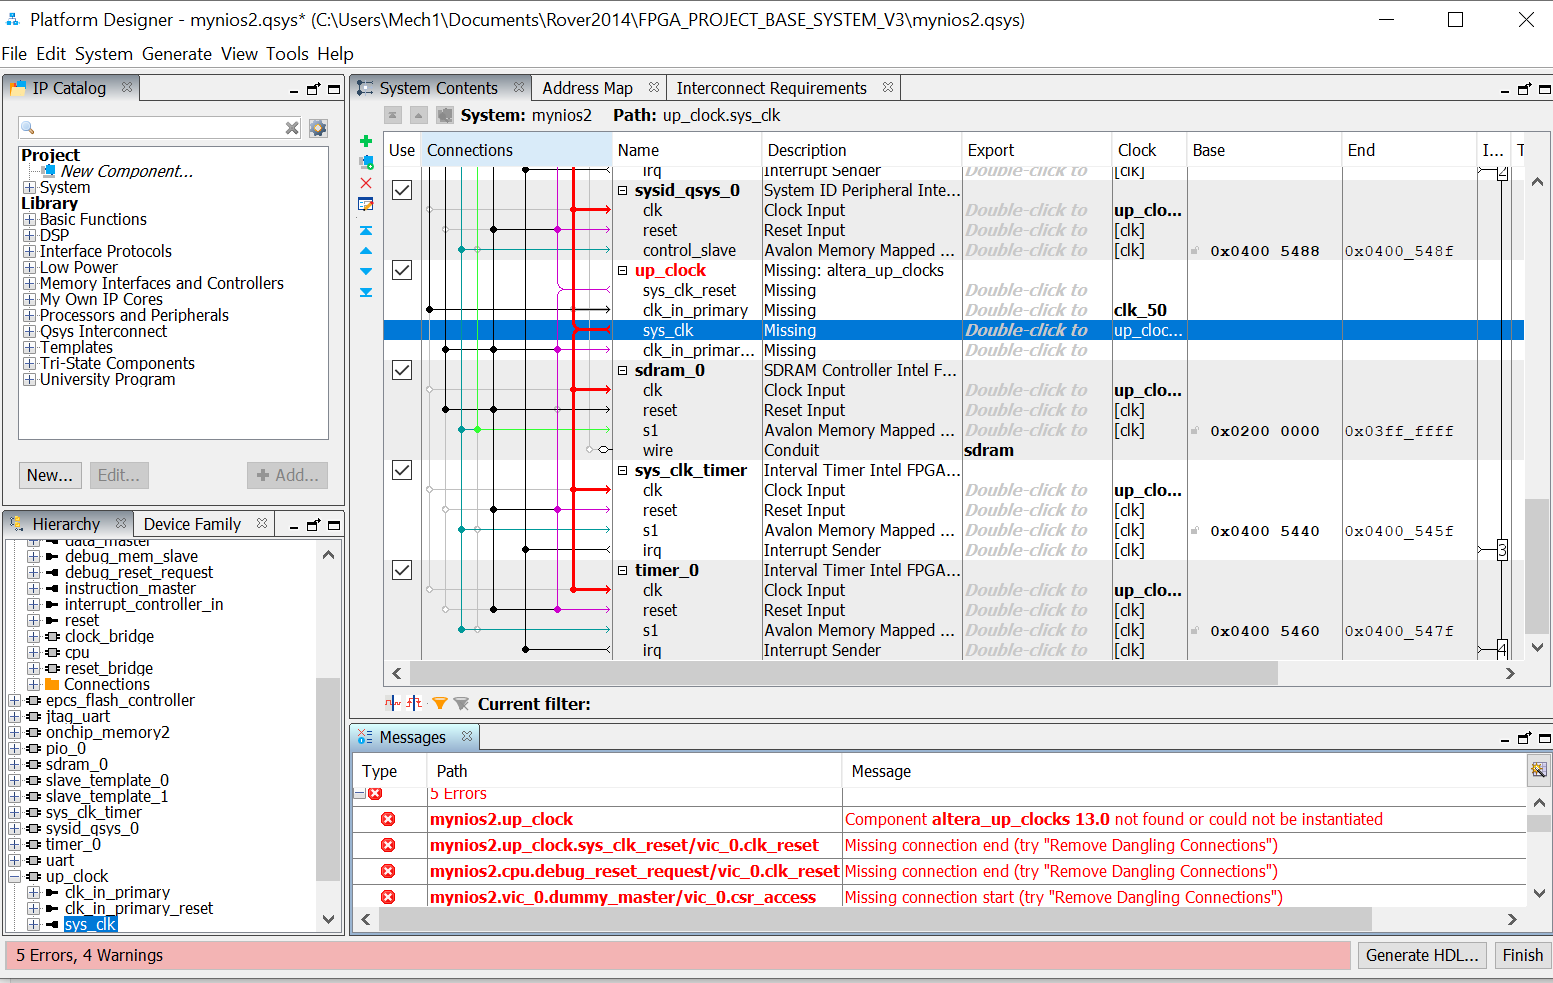 Platform Designer - mynios2.qsys* (C:\Users\Mech1\Documents\Rover2014\FPGA_PROJECT_BASE_SYSTEM_V3\mynios2.qsys)
File Edit System Generate View Tools Help
IP Catalog
Project
New Component...
System
Library
Basic Functions
DSP
Interface Protocols
Low Power
Memory Interfaces and Controllers
My Own IP Cores
Processors and Peripherals
Qsys Interconnect
Templates
Tri-State Components
University Program
New... Edit... Add...
Hierarchy Device Family
data_master
debug_mem_slave
debug_reset_request
instruction_master
interrupt_controller_in
reset
clock_bridge
cpu
reset_bridge
Connections
epcs_flash_controller
jtag_uart
onchip_memory2
pio_0
sdram_0
slave_template_0
slave_template_1
sys_clk_timer
sysid_qsys_0
timer_0
uart
up_clock
clk_in_primary
clk_in_primary_reset
sys_clk
System Contents Address Map Interconnect Requirements
System: mynios2 Path: up_clock.sys_clk
Use Connections Name Description Export Clock Base End I... T
irq Interrupt Sender Double-click to [clk] 2
sysid_qsys_0 System ID Peripheral Inte...
clk Clock Input Double-click to up_clo...
reset Reset Input Double-click to [clk]
control_slave Avalon Memory Mapped ... Double-click to [clk] 0x0400 5488 0x0400_548f
up_clock Missing: altera_up_clocks
sys_clk_reset Missing Double-click to
clk_in_primary Missing Double-click to clk_50
sys_clk Missing Double-click to up_cloc...
clk_in_primar... Missing Double-click to
sdram_0 SDRAM Controller Intel F...
clk Clock Input Double-click to up_clo...
reset Reset Input Double-click to [clk]
s1 Avalon Memory Mapped ... Double-click to [clk] 0x0200 0000 0x03ff_ffff
wire Conduit sdram
sys_clk_timer Interval Timer Intel FPGA...
clk Clock Input Double-click to up_clo...
reset Reset Input Double-click to [clk]
s1 Avalon Memory Mapped ... Double-click to [clk] 0x0400 5440 0x0400_545f
irq Interrupt Sender Double-click to [clk] 3
timer_0 Interval Timer Intel FPGA...
clk Clock Input Double-click to up_clo...
reset Reset Input Double-click to [clk]
s1 Avalon Memory Mapped ... Double-click to [clk] 0x0400 5460 0x0400_547f
irq Interrupt Sender Double-click to [clk] 4
Current filter:
Messages
Type Path Message
5 Errors
mynios2.up_clock Component altera_up_clocks 13.0 not found or could not be instantiated
mynios2.up_clock.sys_clk_reset/vic_0.clk_reset Missing connection end (try "Remove Dangling Connections")
mynios2.cpu.debug_reset_request/vic_0.clk_reset Missing connection end (try "Remove Dangling Connections")
mynios2.vic_0.dummy_master/vic_0.csr_access Missing connection start (try "Remove Dangling Connections")
5 Errors, 4 Warnings Generate HDL... Finish